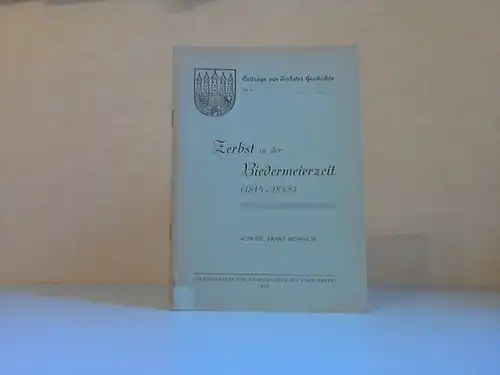 Beiträge zur Zerbster Geschichte
Zerbst in der
Biedermeierzeit
(1815-1848)
VON DR. FRANZ MÜNNICH